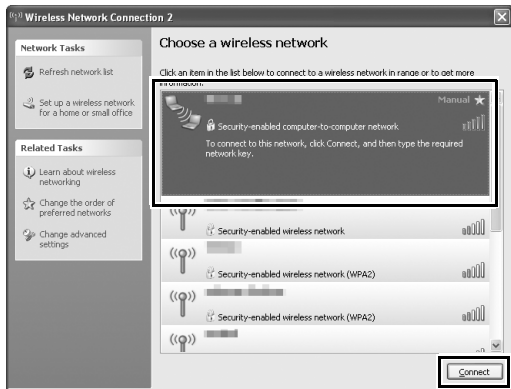 Wireless Network Connection 2
Network Tasks
Refresh network list
Set up a wireless network
for a home or small office
Related Tasks
Learn about wireless
networking
Change the order of
preferred networks
Change advanced
settings
Choose a wireless network
Click an item in the list below to connect to a wireless network in range or to get more
information.
Manual
Security-enabled computer-to-computer network
To connect to this network, click Connect, and then type the required
network key.
Security-enabled wireless network
Security-enabled wireless network (WPA2)
Security-enabled wireless network (WPA2)
Connect